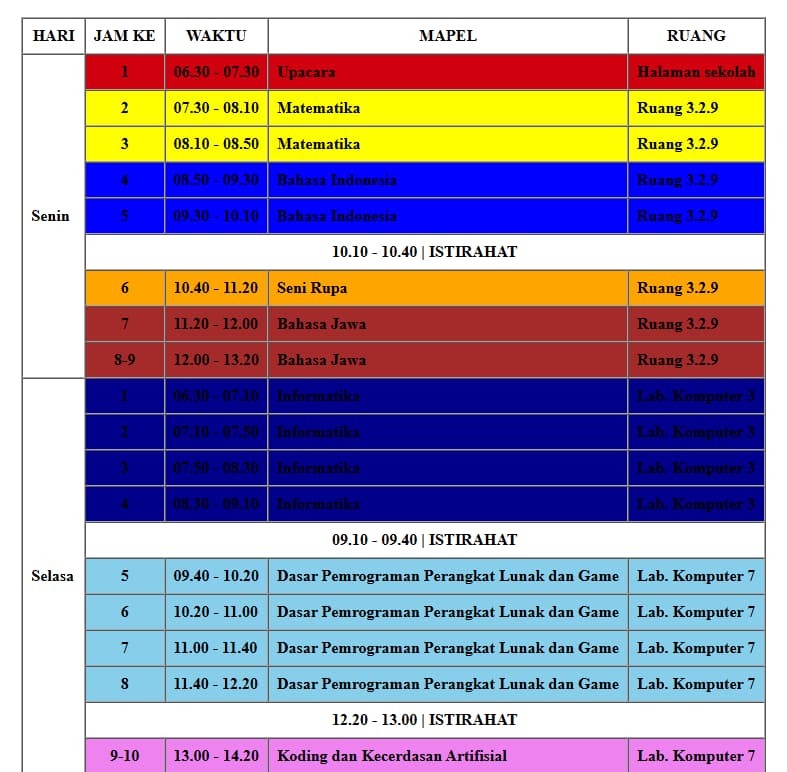 HARI JAM KE WAKTU MAPEL RUANG
Senin
1 06.30 - 07.30 Upacara Halaman sekolah
2 07.30 - 08.10 Matematika Ruang 3.2.9
3 08.10 - 08.50 Matematika Ruang 3.2.9
4 08.50 - 09.30 Bahasa Indonesia Ruang 3.2.9
5 09.30 - 10.10 Bahasa Indonesia Ruang 3.2.9
10.10 - 10.40 | ISTIRAHAT
6 10.40 - 11.20 Seni Rupa Ruang 3.2.9
7 11.20 - 12.00 Bahasa Jawa Ruang 3.2.9
8-9 12.00 - 13.20 Bahasa Jawa Ruang 3.2.9
Selasa
1 06.30 - 07.10 Informatika Lab. Komputer 3
2 07.10 - 07.50 Informatika Lab. Komputer 3
3 07.50 - 08.30 Informatika Lab. Komputer 3
4 08.30 - 09.10 Informatika Lab. Komputer 3
09.10 - 09.40 | ISTIRAHAT
5 09.40 - 10.20 Dasar Pemrograman Perangkat Lunak dan Game Lab. Komputer 7
6 10.20 - 11.00 Dasar Pemrograman Perangkat Lunak dan Game Lab. Komputer 7
7 11.00 - 11.40 Dasar Pemrograman Perangkat Lunak dan Game Lab. Komputer 7
8 11.40 - 12.20 Dasar Pemrograman Perangkat Lunak dan Game Lab. Komputer 7
12.20 - 13.00 | ISTIRAHAT
9-10 13.00 - 14.20 Koding dan Kecerdasan Artifisial Lab. Komputer 7